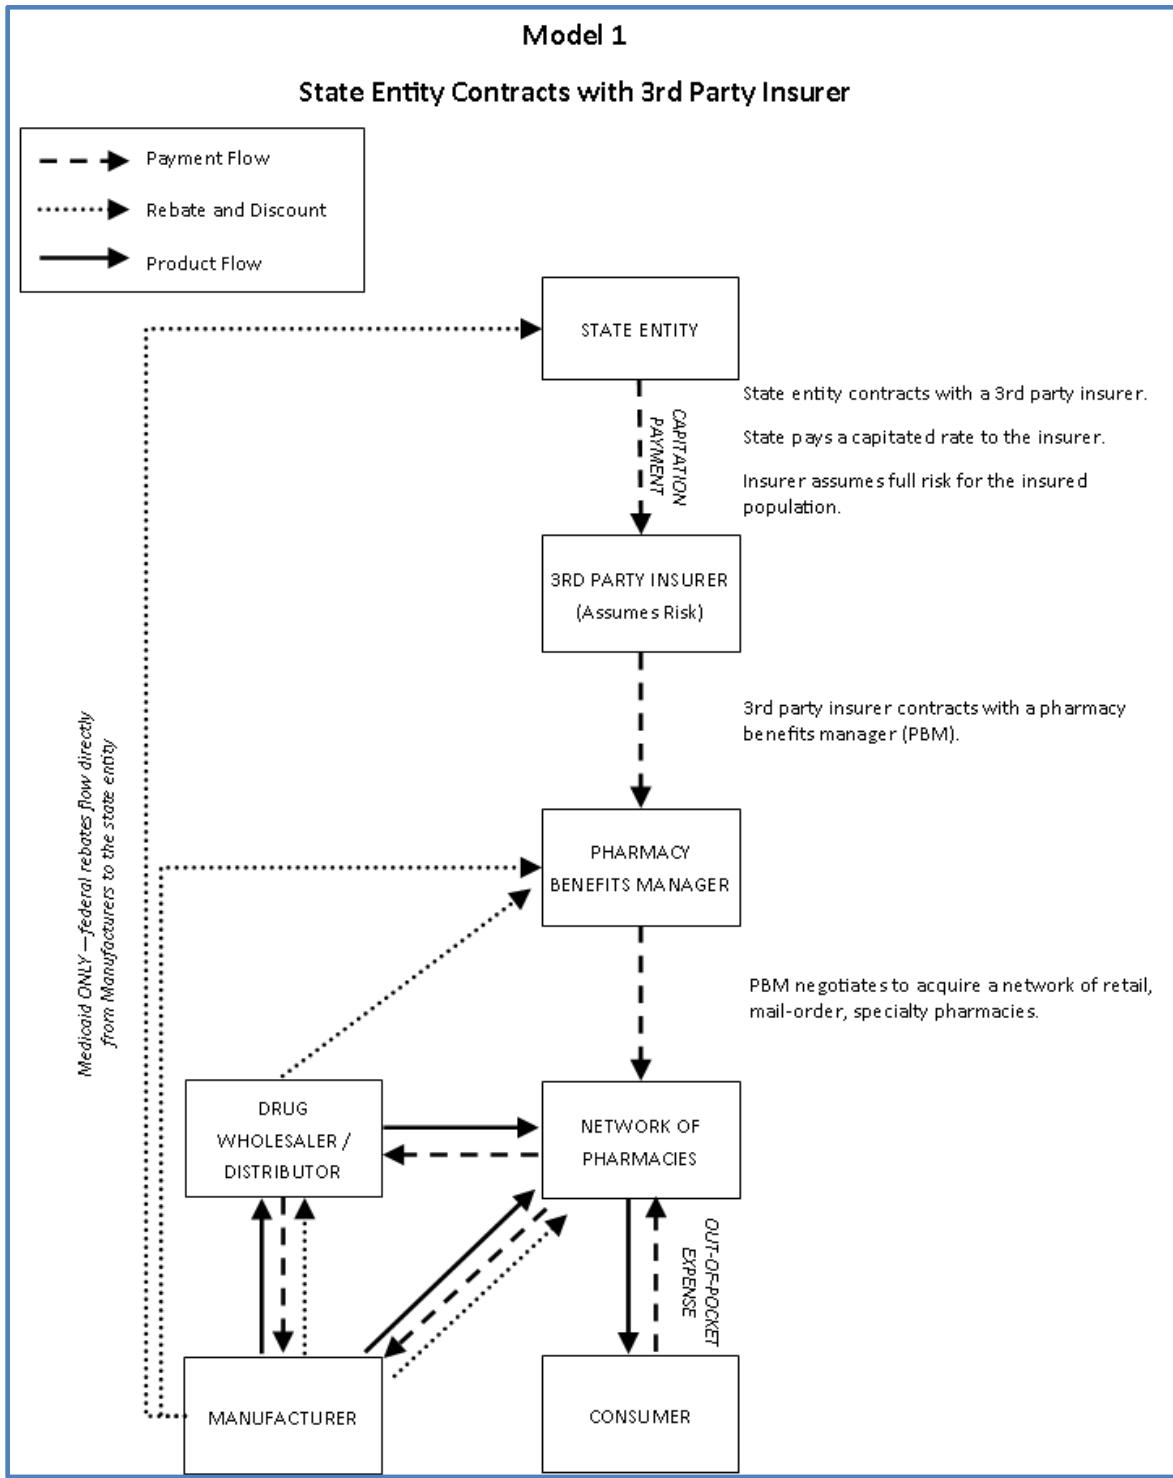 Model 1
State Entity Contracts with 3rd Party Insurer
Payment Flow
Rebate and Discount
Product Flow
STATE ENTITY
State entity contracts with a 3rd party insurer.
State pays a capitated rate to the insurer.
Insurer assumes full risk for the insured
population.
CAPITATION
PAYMENT
3RD PARTY INSURER
(Assumes Risk)
3rd party insurer contracts with a pharmacy
benefits manager (PBM).
Medicaid ONLY—federal rebates flow directly
from Manufacturers to the state entity
PHARMACY
BENEFITS MANAGER
PBM negotiates to acquire a network of retail,
mail-order, specialty pharmacies.
DRUG
WHOLESALER /
DISTRIBUTOR
NETWORK OF
PHARMACIES
OUT-OF-POCKET
EXPENSE
MANUFACTURER
CONSUMER